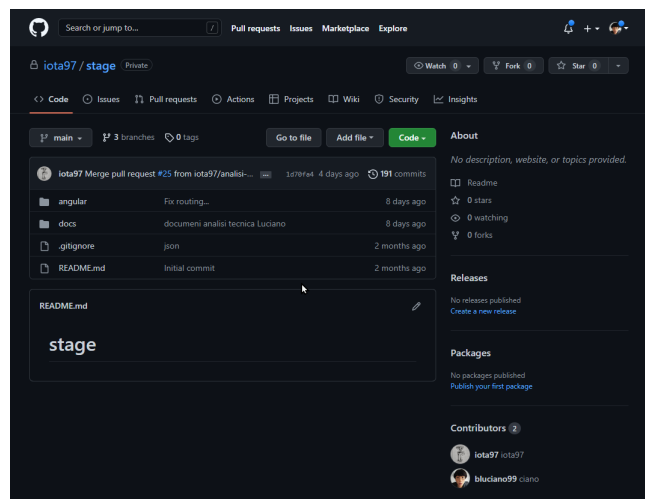 Search or jump to... /
Pull requests Issues Marketplace Explore
iota97 / stage Private
Watch 0 Fork 0 Star 0
Code Issues Pull requests Actions Projects Wiki Security Insights
main 3 branches 0 tags Go to file Add file Code
iota97 Merge pull request #25 from iota97/analisi-... ... 1d70fa4 4 days ago 191 commits
angular Fix routing... 8 days ago
docs documeni analisi tecnica Luciano 8 days ago
.gitignore json 2 months ago
README.md Initial commit 2 months ago
README.md
stage
About
No description, website, or topics provided.
Readme
0 stars
0 watching
0 forks
Releases
No releases published
Create a new release
Packages
No packages published
Publish your first package
Contributors 2
iota97 iota97
bluciano99 ciano